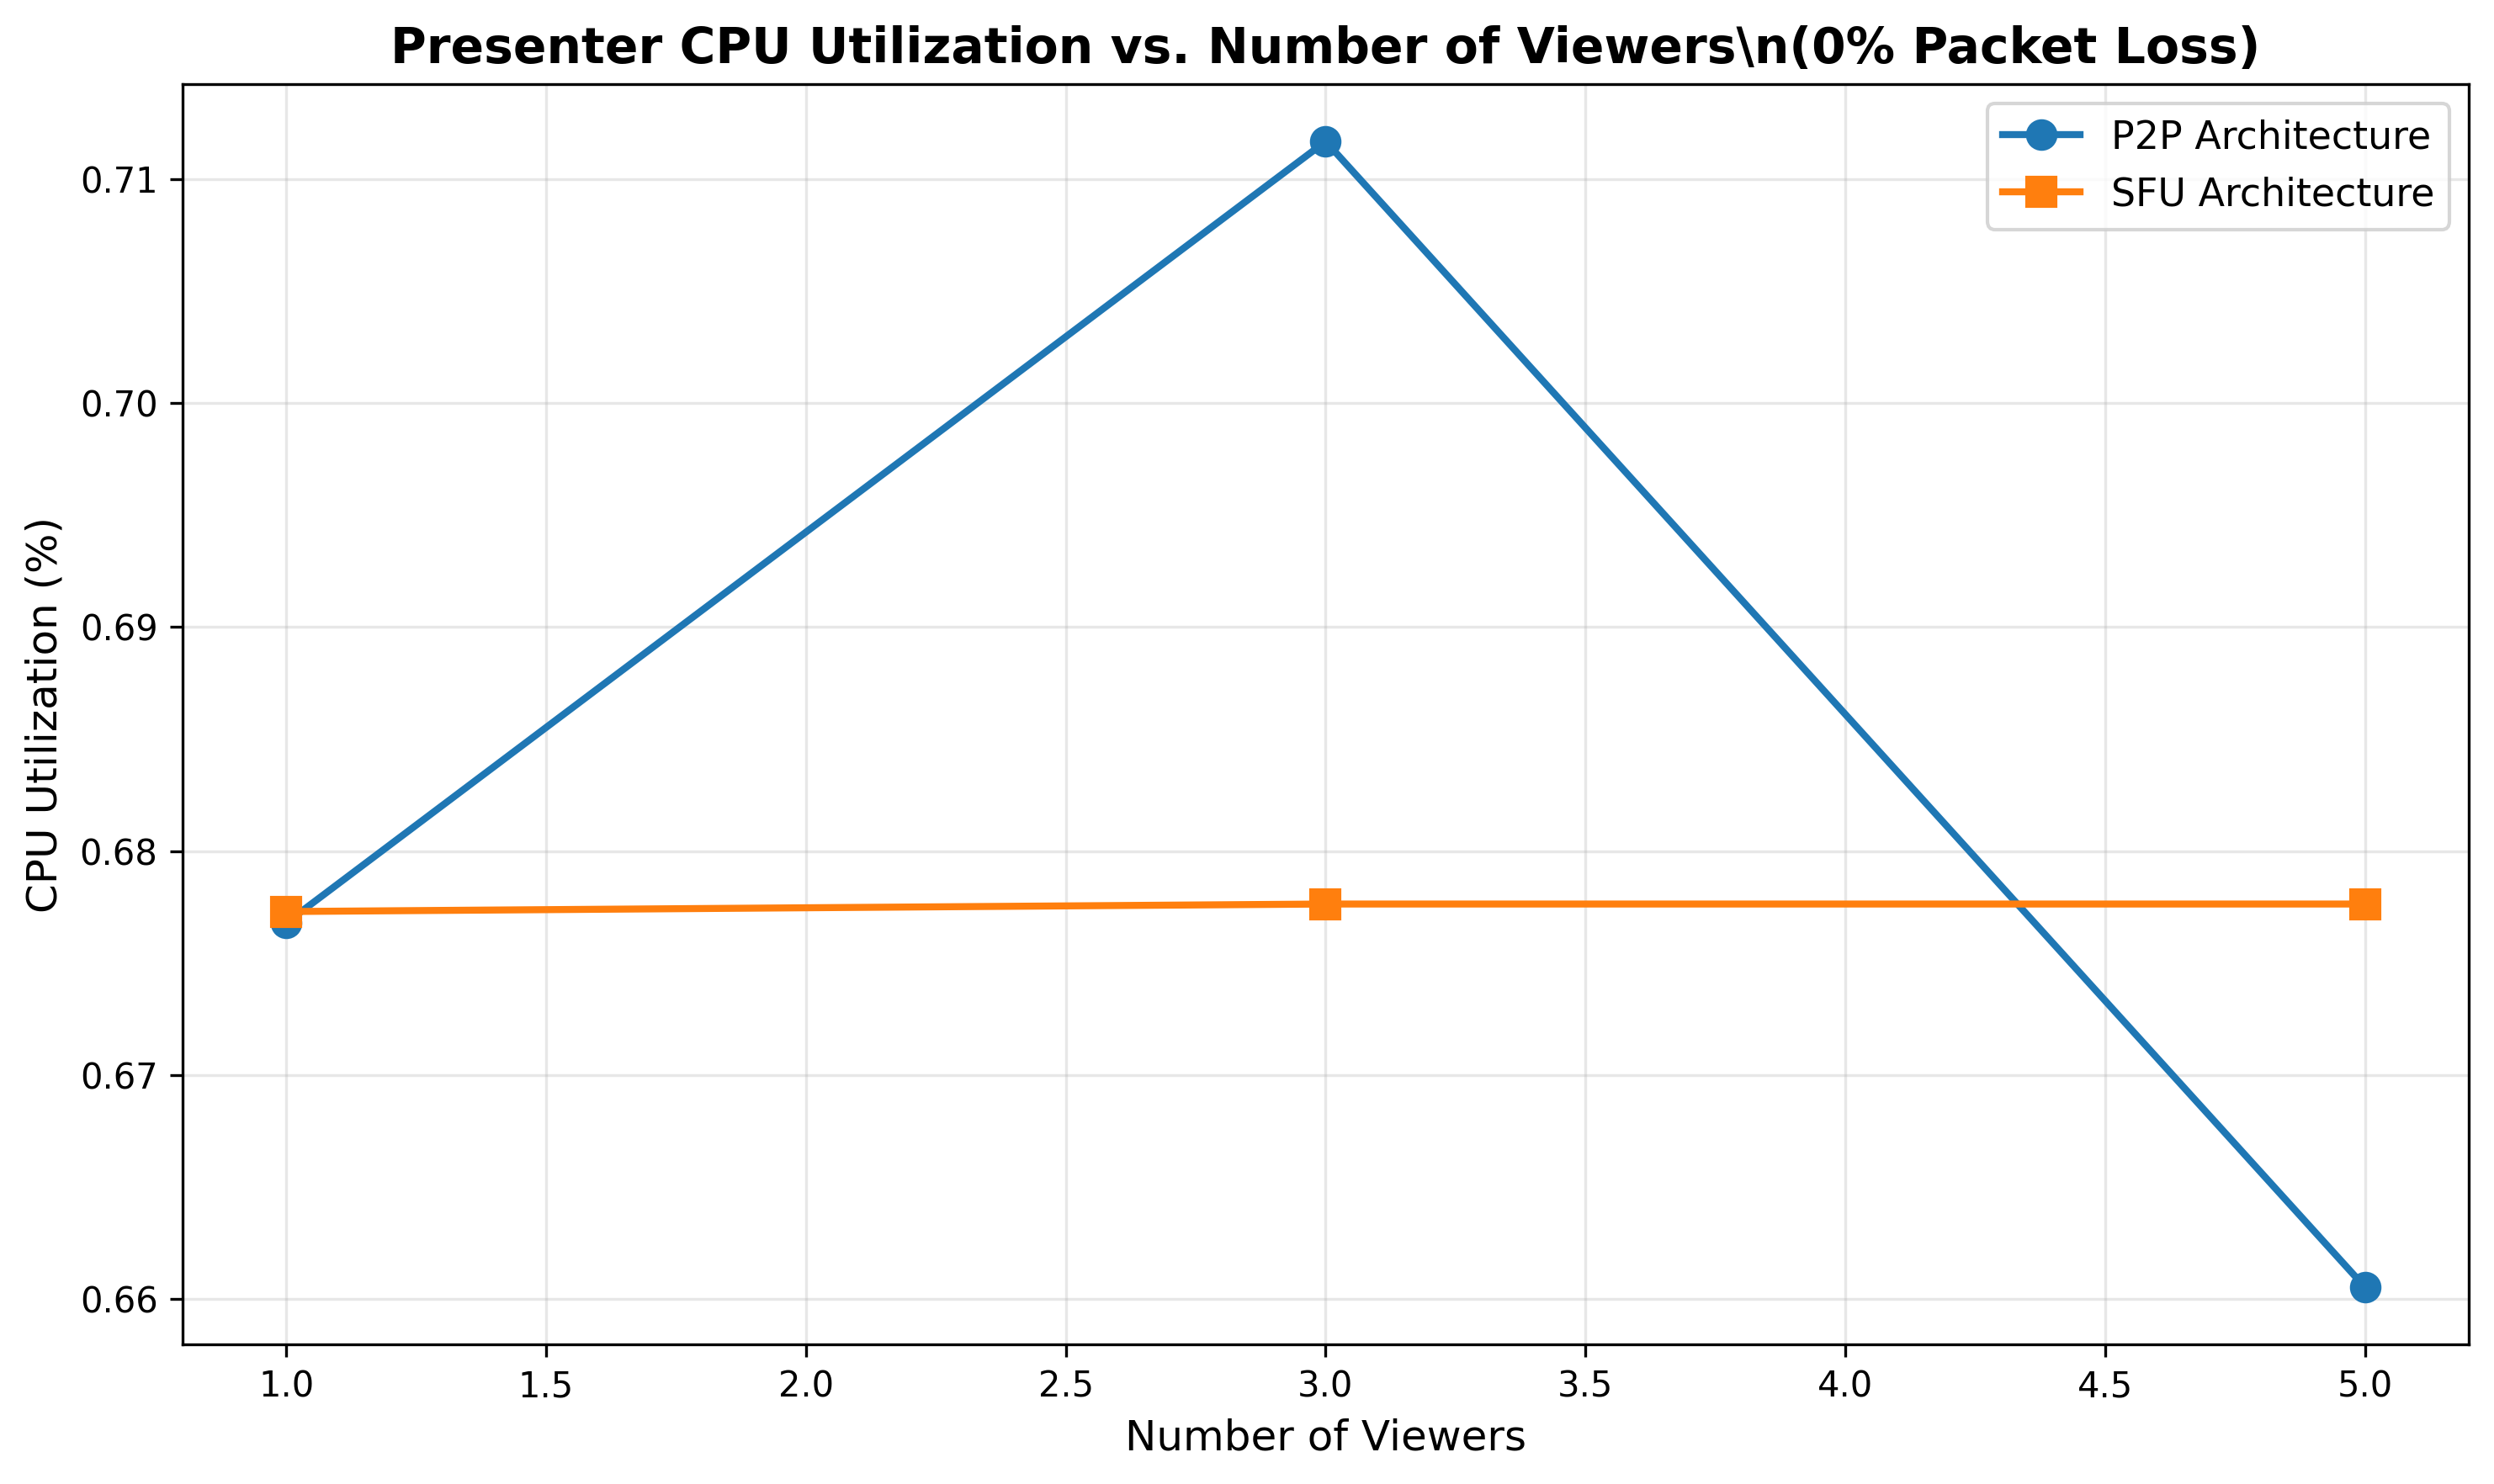 Presenter CPU Utilization vs. Number of Viewers\n(0% Packet Loss)
P2P Architecture
SFU Architecture
CPU Utilization (%)
0.71
0.70
0.69
0.68
0.67
0.66
1.0 1.5 2.0 2.5 3.0 3.5 4.0 4.5 5.0
Number of Viewers